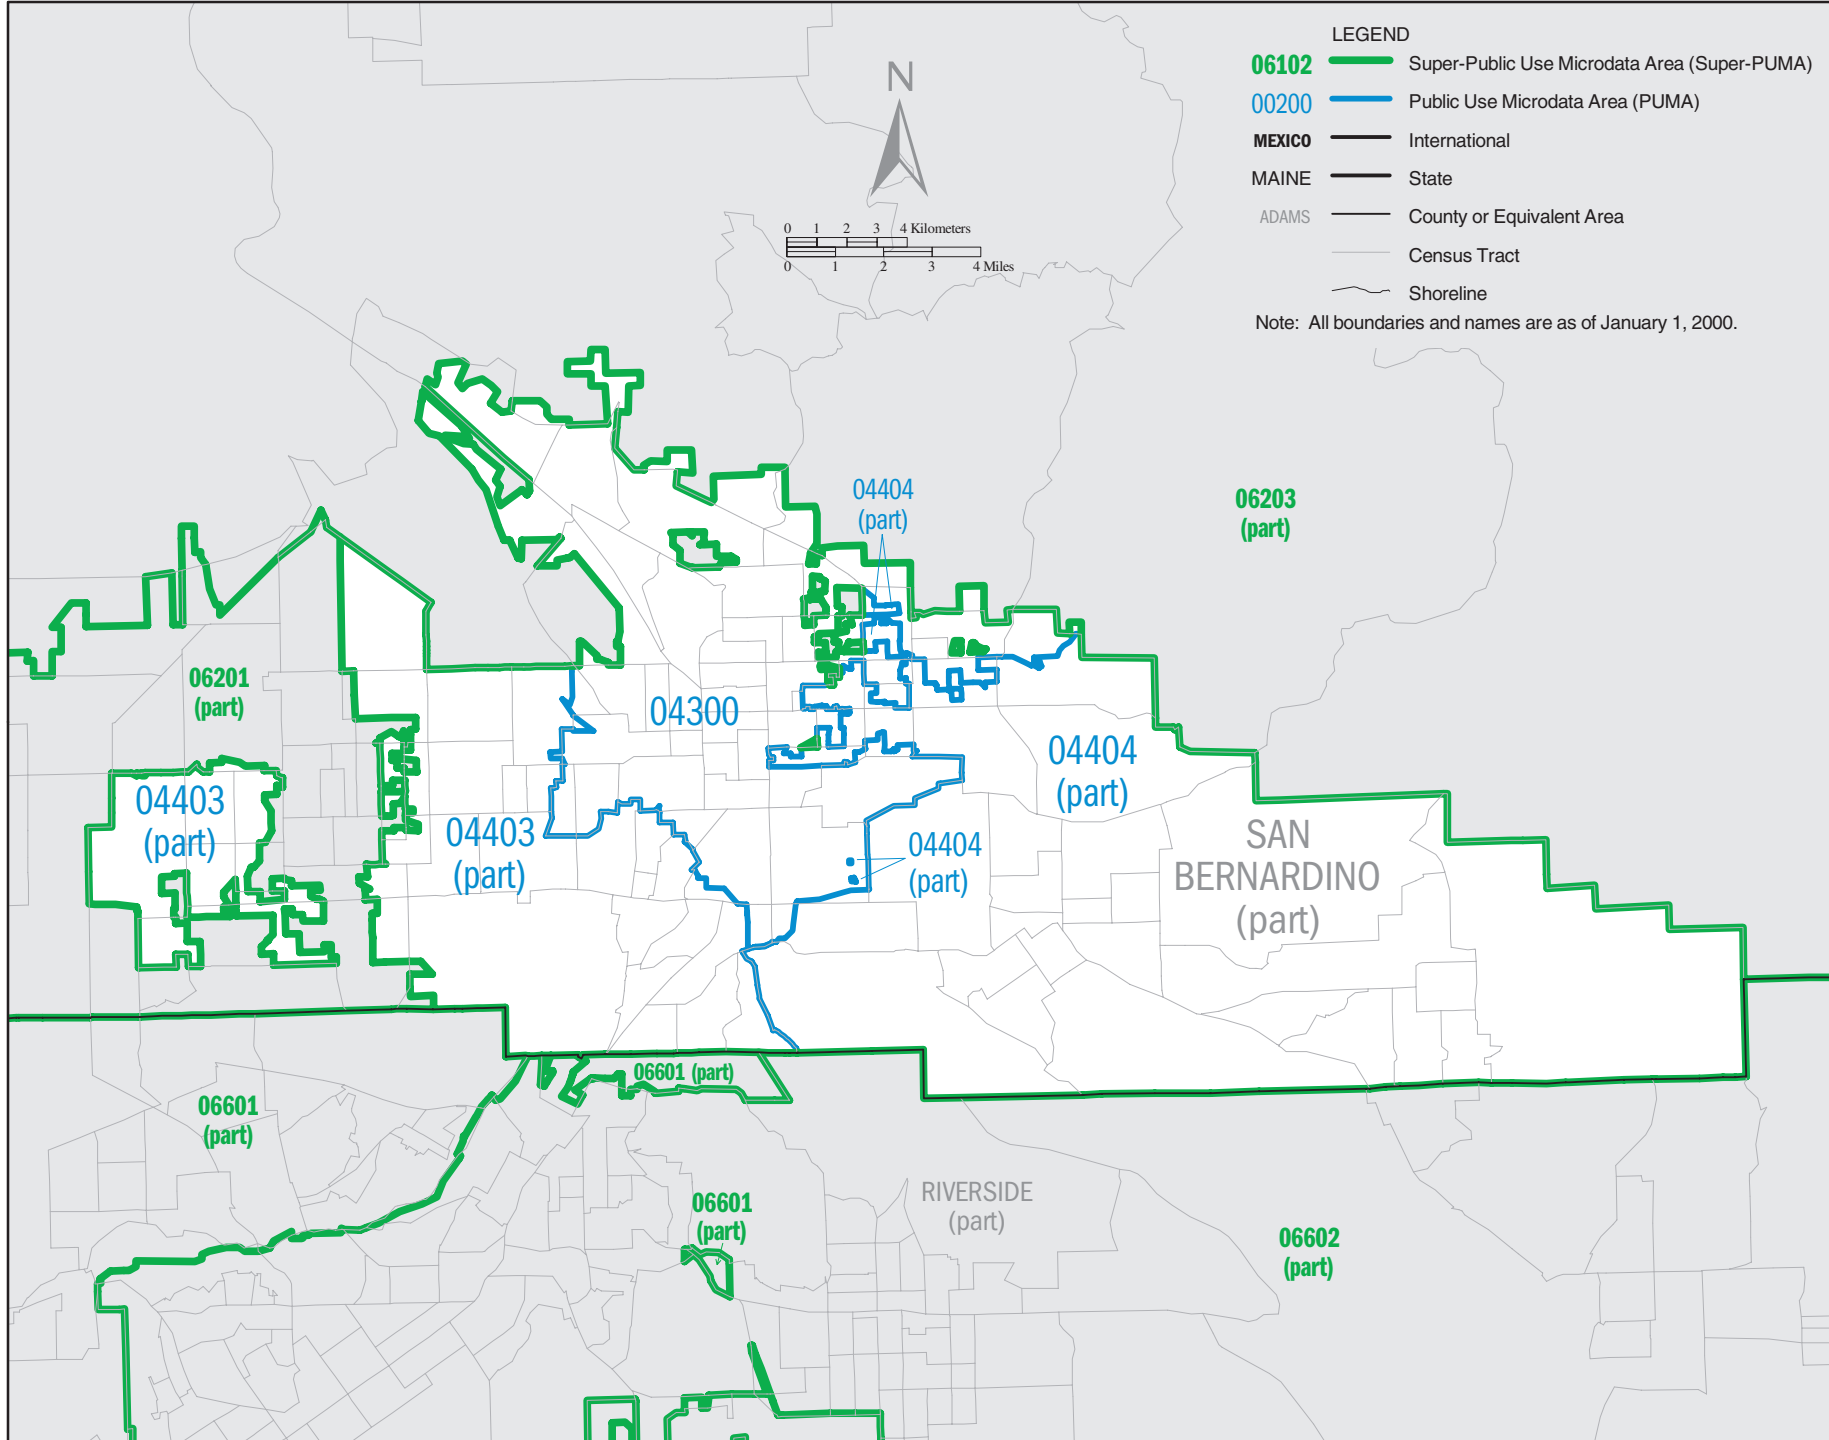 LEGEND
06102 Super-Public Use Microdata Area (Super-PUMA)
00200 Public Use Microdata Area (PUMA)
MEXICO International
MAINE State
ADAMS County or Equivalent Area
Census Tract
Shoreline
Note: All boundaries and names are as of January 1, 2000.
N
0 1 2 3 4 Kilometers
0 1 2 3 4 Miles
04404
(part)
06203
(part)
06201
(part)
04300
04404
(part)
04403
(part)
04403
(part)
04404
(part)
SAN
BERNARDINO
(part)
06601 (part)
06601
(part)
RIVERSIDE
(part)
06601
(part)
06602
(part)